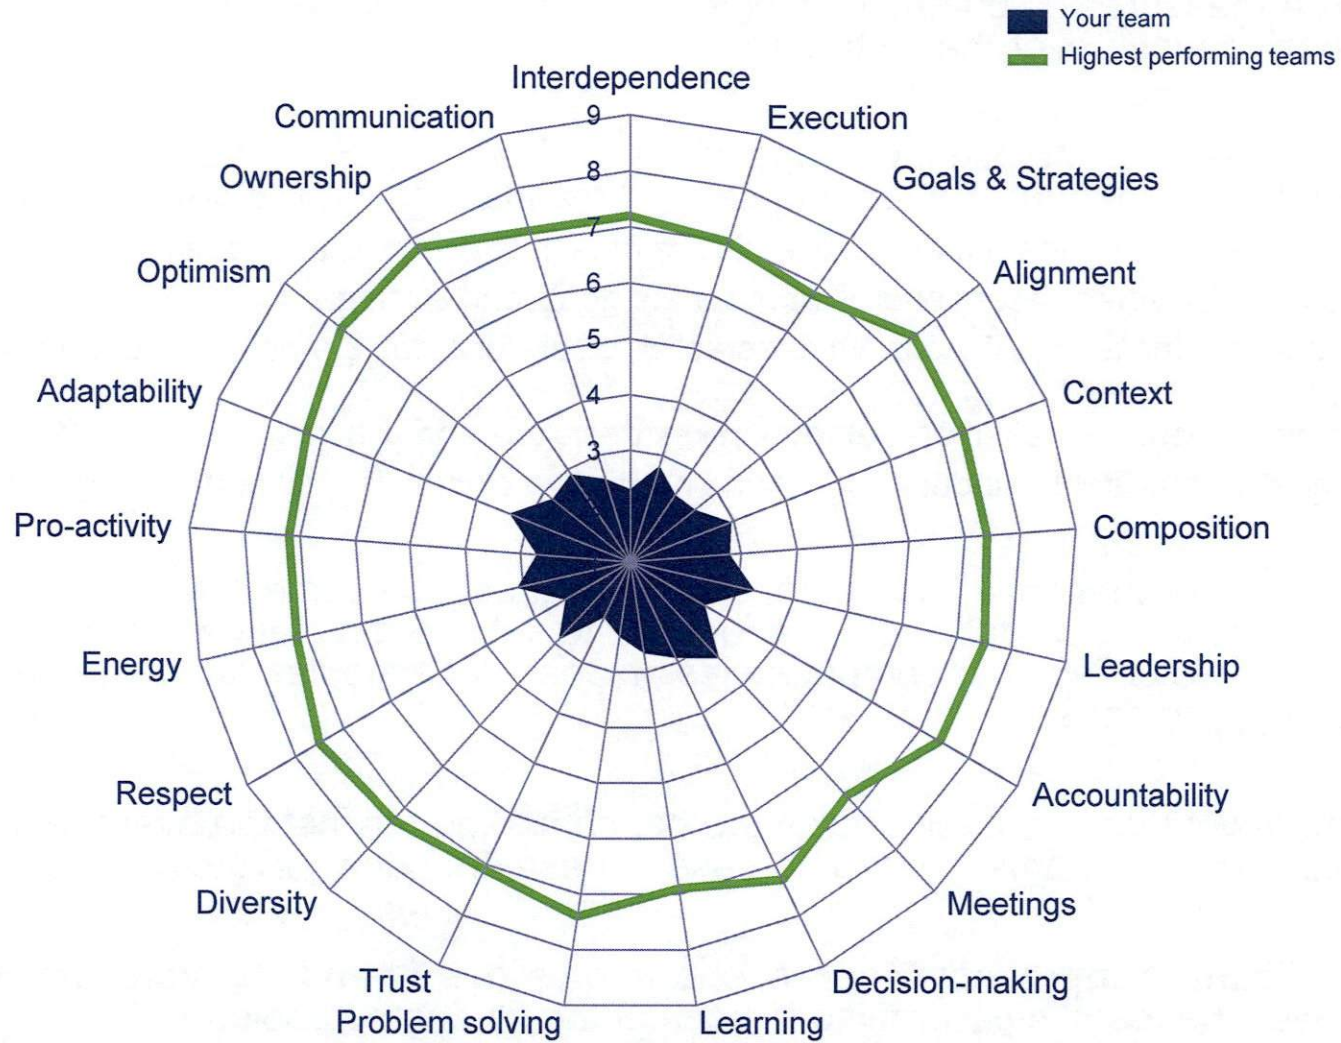 Your team
Highest performing teams
Interdependence
Communication
Execution
Ownership
Goals & Strategies
Optimism
Alignment
Adaptability
Context
Pro-activity
Composition
Energy
Leadership
Respect
Accountability
Diversity
Meetings
Trust
Decision-making
Problem solving
Learning
9
8
7
6
5
4
3